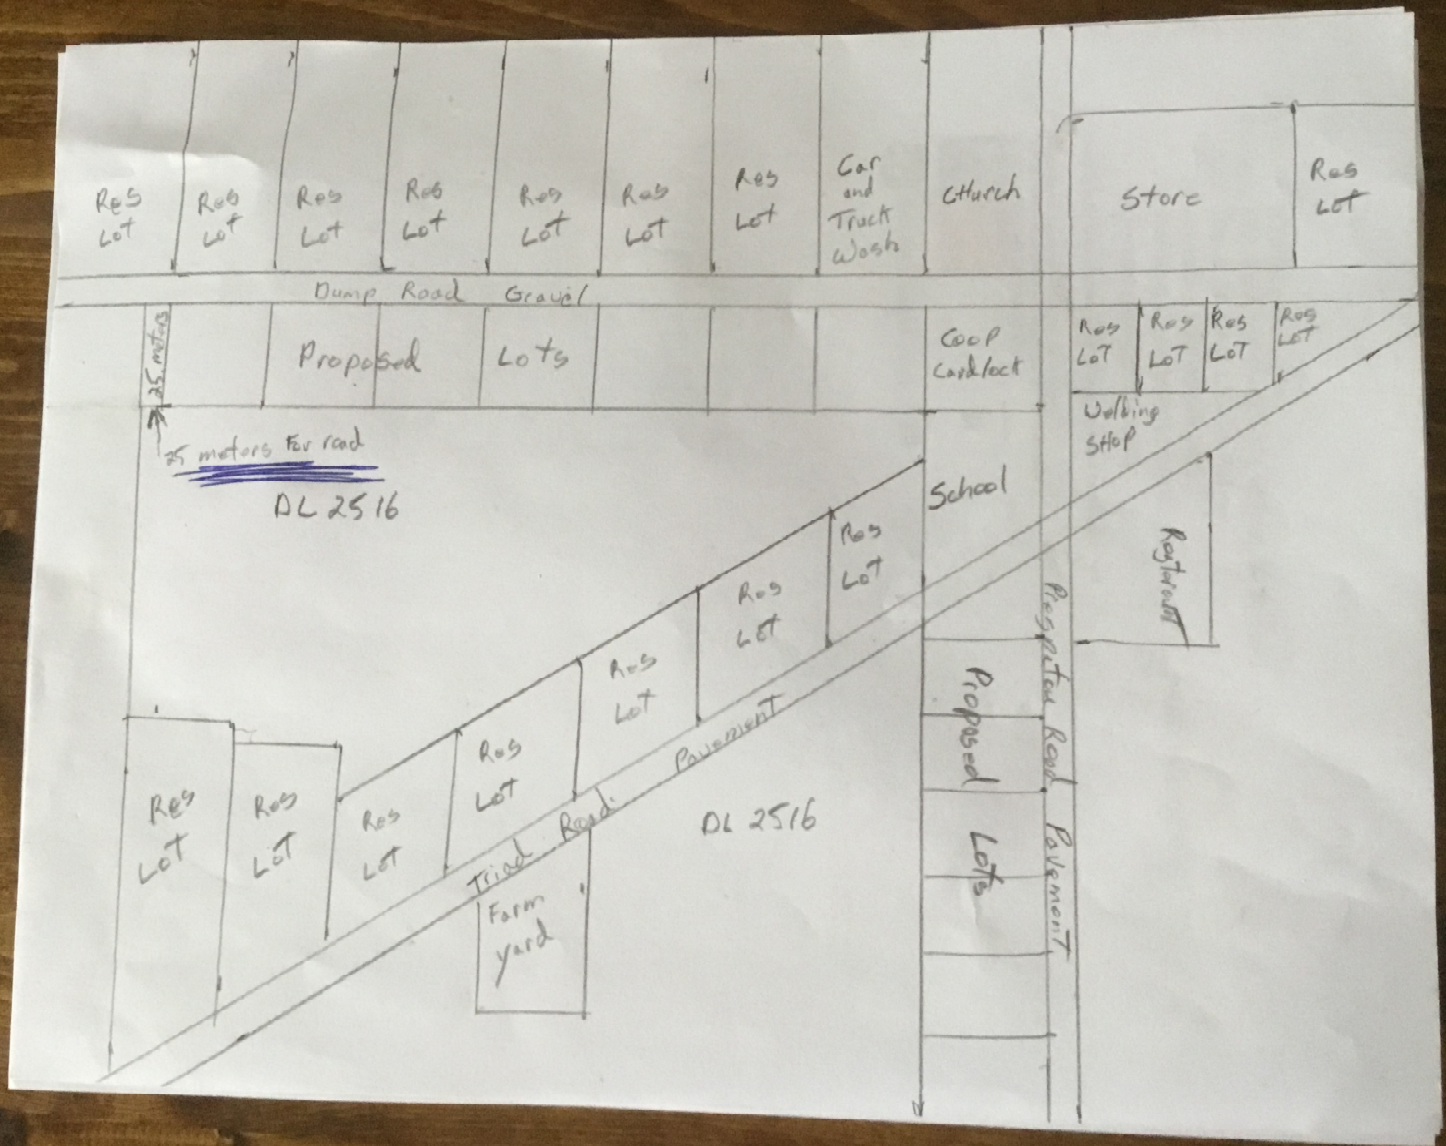 Res
Lot
Res
Lot
Res
Lot
Res
Lot
Res
Lot
Res
Lot
Res
Lot
Car
and
Truck
Wash
CHurch
Store
Res
Lot
Dump Road Gravel
25 meters
Proposed Lots
COOP
Cardlock
Res
LOT
Res
LOT
Res
LOT
Res
LOT
Welding
SHOP
25 meters For road
DL 2516
School
Res
Lot
Res
Lot
Res
Lot
Res
Lot
Res
Lot
Res
Lot
Res
Lot
Triad Road Pavement
DL 2516
Farm
yard
Proposed Lots
Road Pavement